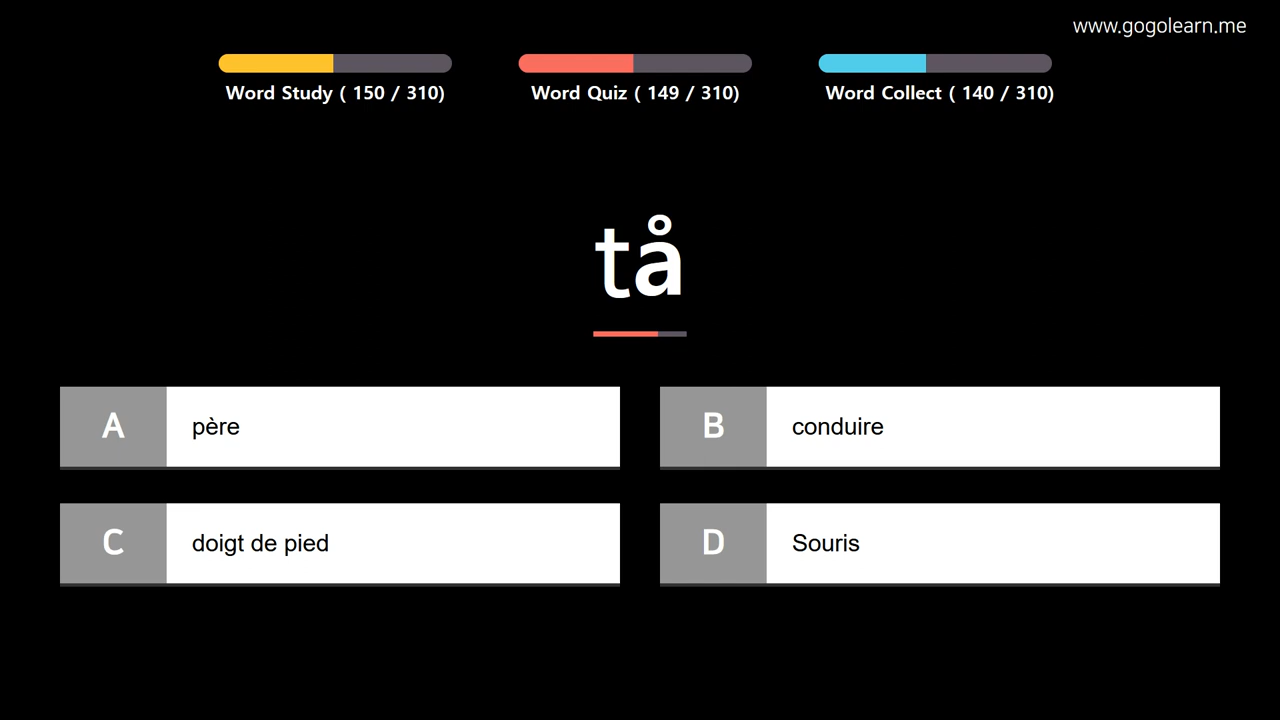 www.gogolearn.me
Word Study ( 150 / 310)
Word Quiz ( 149 / 310)
Word Collect ( 140 / 310)
tå
A père
B conduire
C doigt de pied
D Souris